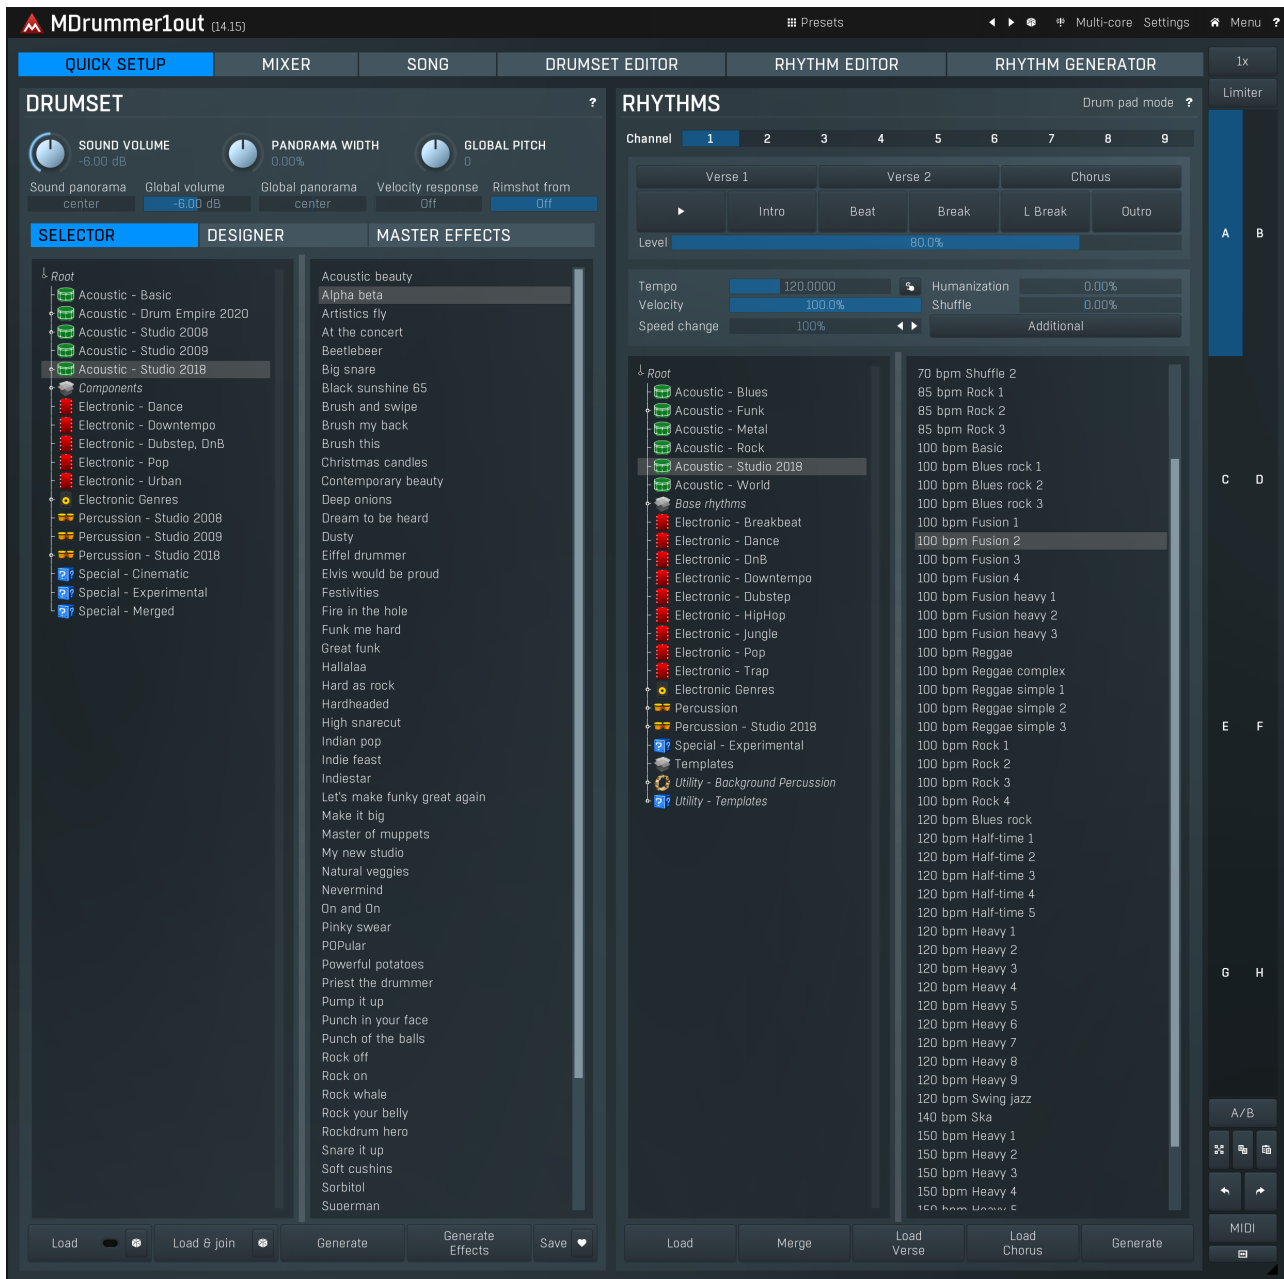 MDrummer1out (14.15) Presets Multi-core Settings Menu ?
QUICK SETUP MIXER SONG DRUMSET EDITOR RHYTHM EDITOR RHYTHM GENERATOR 1x
DRUMSET ?
SOUND VOLUME -6.00 dB
PANORAMA WIDTH 0.00%
GLOBAL PITCH 0
Sound panorama Global volume Global panorama Velocity response Rimshot from
center -6.00 dB center Off Off
SELECTOR DESIGNER MASTER EFFECTS
Root
Acoustic - Basic
Acoustic - Drum Empire 2020
Acoustic - Studio 2008
Acoustic - Studio 2009
Acoustic - Studio 2018
Components
Electronic - Dance
Electronic - Downtempo
Electronic - Dubstep, DnB
Electronic - Pop
Electronic - Urban
Electronic Genres
Percussion - Studio 2008
Percussion - Studio 2009
Percussion - Studio 2018
Special - Cinematic
Special - Experimental
Special - Merged
Acoustic beauty
Alpha beta
Artistics fly
At the concert
Beetlebeer
Big snare
Black sunshine 65
Brush and swipe
Brush my back
Brush this
Christmas candles
Contemporary beauty
Deep onions
Dream to be heard
Dusty
Eiffel drummer
Elvis would be proud
Festivities
Fire in the hole
Funk me hard
Great funk
Hallalaa
Hard as rock
Hardheaded
High snarecut
Indian pop
Indie feast
Indiestar
Let's make funky great again
Make it big
Master of muppets
My new studio
Natural veggies
Nevermind
On and On
Pinky swear
POPular
Powerful potatoes
Priest the drummer
Pump it up
Punch in your face
Punch of the balls
Rock off
Rock on
Rock whale
Rock your belly
Rockdrum hero
Snare it up
Soft cushins
Sorbitol
Superman
Load Load & join Generate Generate Effects Save
RHYTHMS Drum pad mode ?
Channel 1 2 3 4 5 6 7 8 9
Verse 1 Verse 2 Chorus
Intro Beat Break L Break Outro
Level 80.0%
Tempo 120.0000 Humanization 0.00%
Velocity 100.0% Shuffle 0.00%
Speed change 100% Additional
Root
Acoustic - Blues
Acoustic - Funk
Acoustic - Metal
Acoustic - Rock
Acoustic - Studio 2018
Acoustic - World
Base rhythms
Electronic - Breakbeat
Electronic - Dance
Electronic - DnB
Electronic - Downtempo
Electronic - Dubstep
Electronic - HipHop
Electronic - Jungle
Electronic - Pop
Electronic - Trap
Electronic Genres
Percussion
Percussion - Studio 2018
Special - Experimental
Templates
Utility - Background Percussion
Utility - Templates
70 bpm Shuffle 2
85 bpm Rock 1
85 bpm Rock 2
85 bpm Rock 3
100 bpm Basic
100 bpm Blues rock 1
100 bpm Blues rock 2
100 bpm Blues rock 3
100 bpm Fusion 1
100 bpm Fusion 2
100 bpm Fusion 3
100 bpm Fusion 4
100 bpm Fusion heavy 1
100 bpm Fusion heavy 2
100 bpm Fusion heavy 3
100 bpm Reggae
100 bpm Reggae complex
100 bpm Reggae simple 1
100 bpm Reggae simple 2
100 bpm Reggae simple 3
100 bpm Rock 1
100 bpm Rock 2
100 bpm Rock 3
100 bpm Rock 4
120 bpm Blues rock
120 bpm Half-time 1
120 bpm Half-time 2
120 bpm Half-time 3
120 bpm Half-time 4
120 bpm Half-time 5
120 bpm Heavy 1
120 bpm Heavy 2
120 bpm Heavy 3
120 bpm Heavy 4
120 bpm Heavy 5
120 bpm Heavy 6
120 bpm Heavy 7
120 bpm Heavy 8
120 bpm Heavy 9
120 bpm Swing jazz
140 bpm Ska
150 bpm Heavy 1
150 bpm Heavy 2
150 bpm Heavy 3
150 bpm Heavy 4
150 bpm Heavy 5
Load Merge Load Verse Load Chorus Generate
Limiter
A B
C D
E F
G H
A/B
MIDI